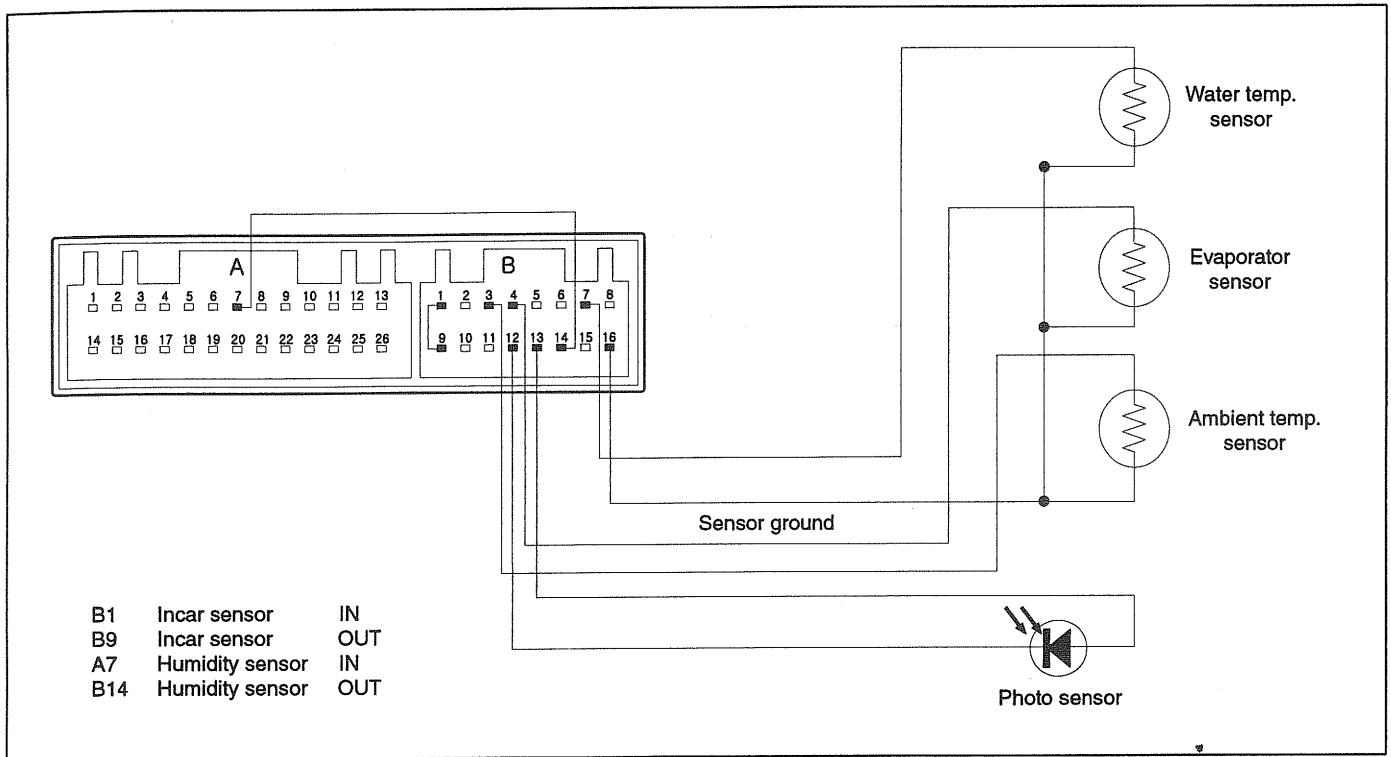 Water temp.
sensor
Evaporator
sensor
Ambient temp.
sensor
A
B
1 2 3 4 5 6 7 8 9 10 11 12 13
14 15 16 17 18 19 20 21 22 23 24 25 26
1 2 3 4 5 6 7 8
9 10 11 12 13 14 15 16
Sensor ground
B1 Incar sensor IN
B9 Incar sensor OUT
A7 Humidity sensor IN
B14 Humidity sensor OUT
Photo sensor